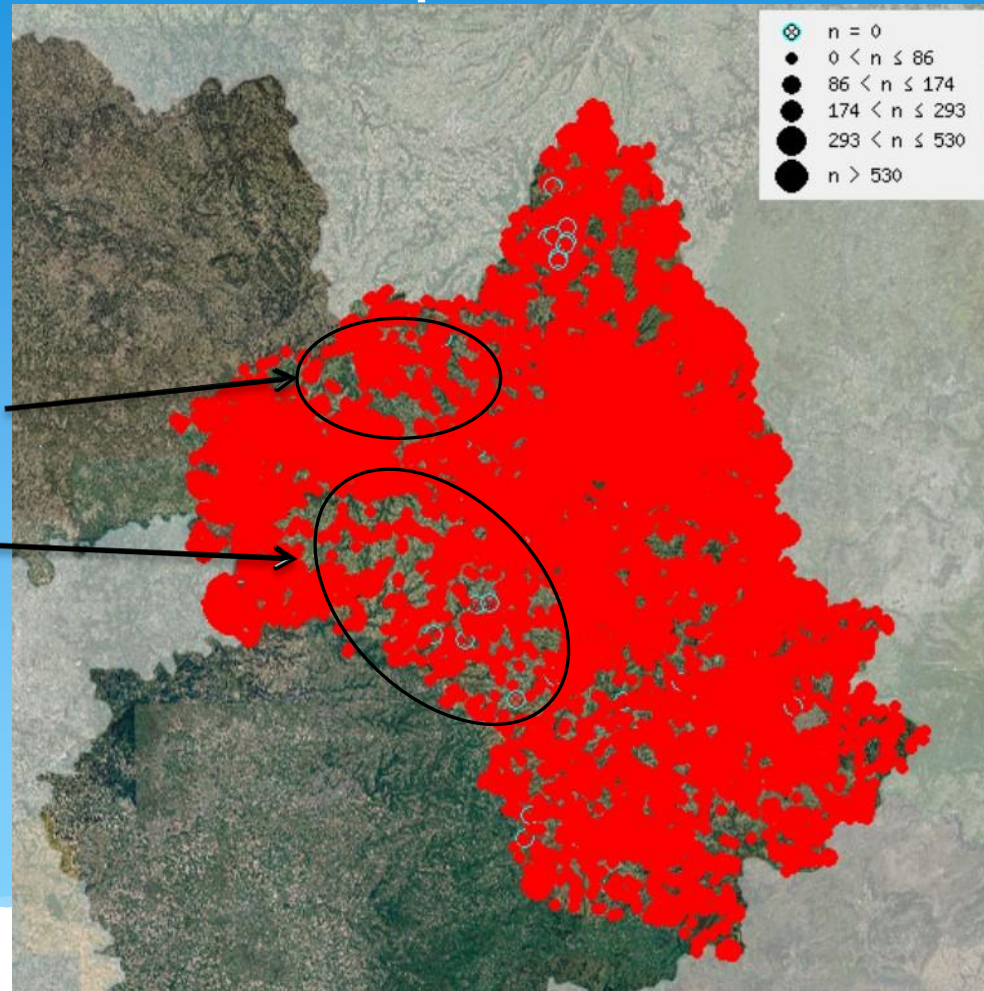 n = 0
0 < n ≤ 86
86 < n ≤ 174
174 < n ≤ 293
293 < n ≤ 530
n > 530